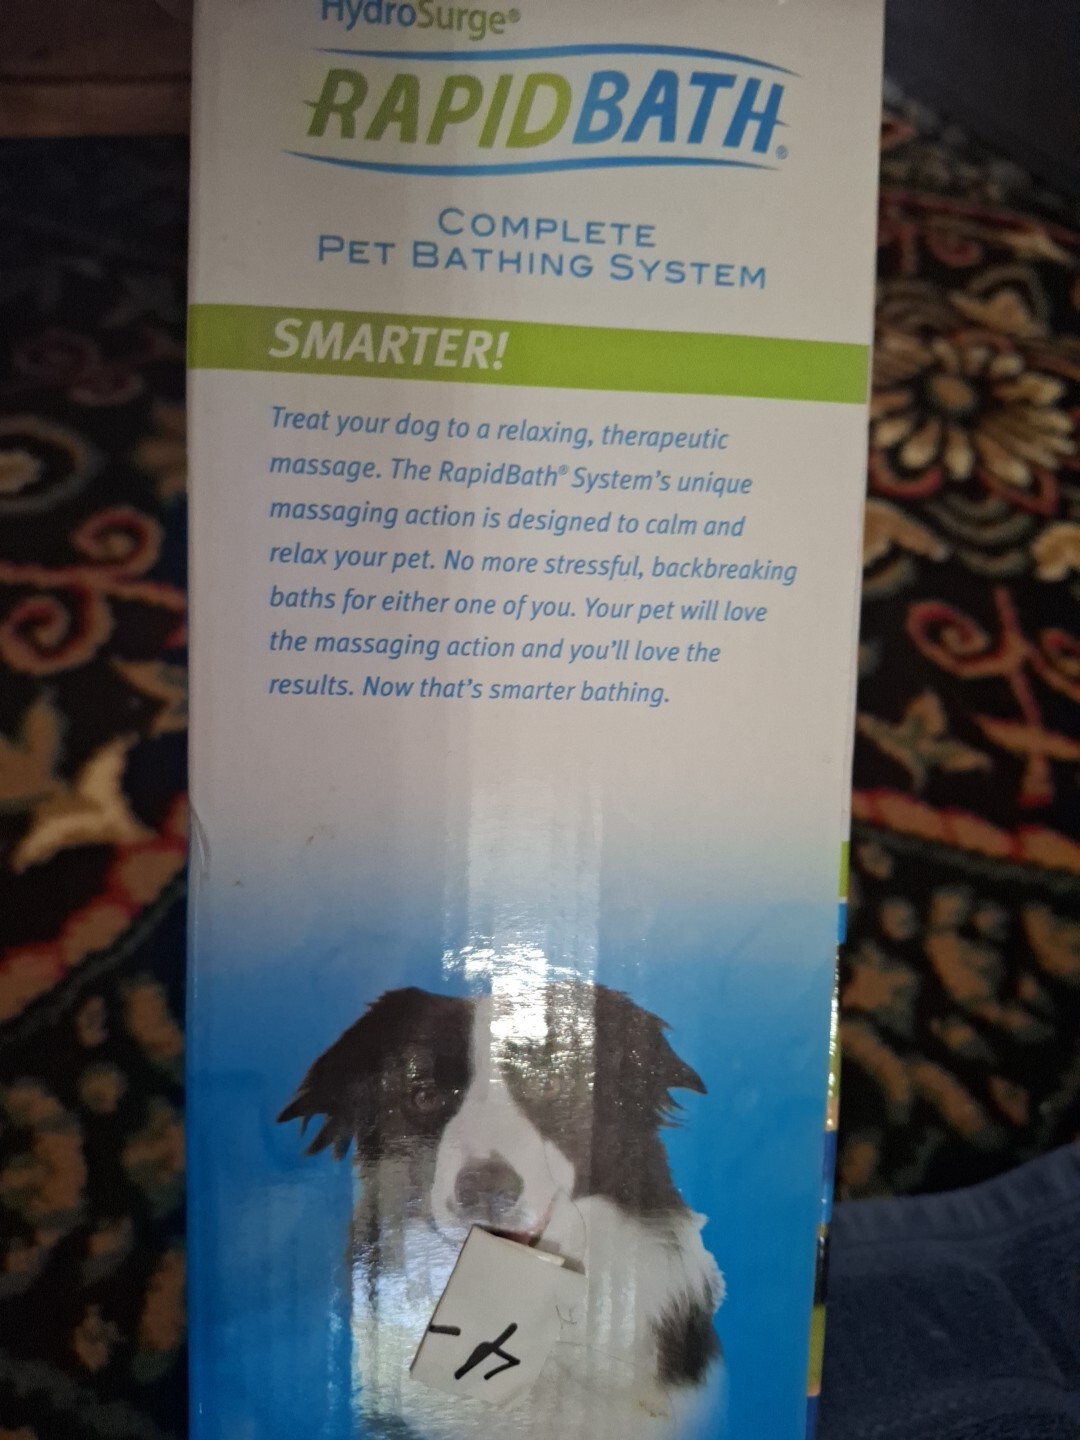 HydroSurge®
RAPIDBATH®
COMPLETE
PET BATHING SYSTEM
SMARTER!
Treat your dog to a relaxing, therapeutic
massage. The RapidBath® System's unique
massaging action is designed to calm and
relax your pet. No more stressful, backbreaking
baths for either one of you. Your pet will love
the massaging action and you'll love the
results. Now that's smarter bathing.